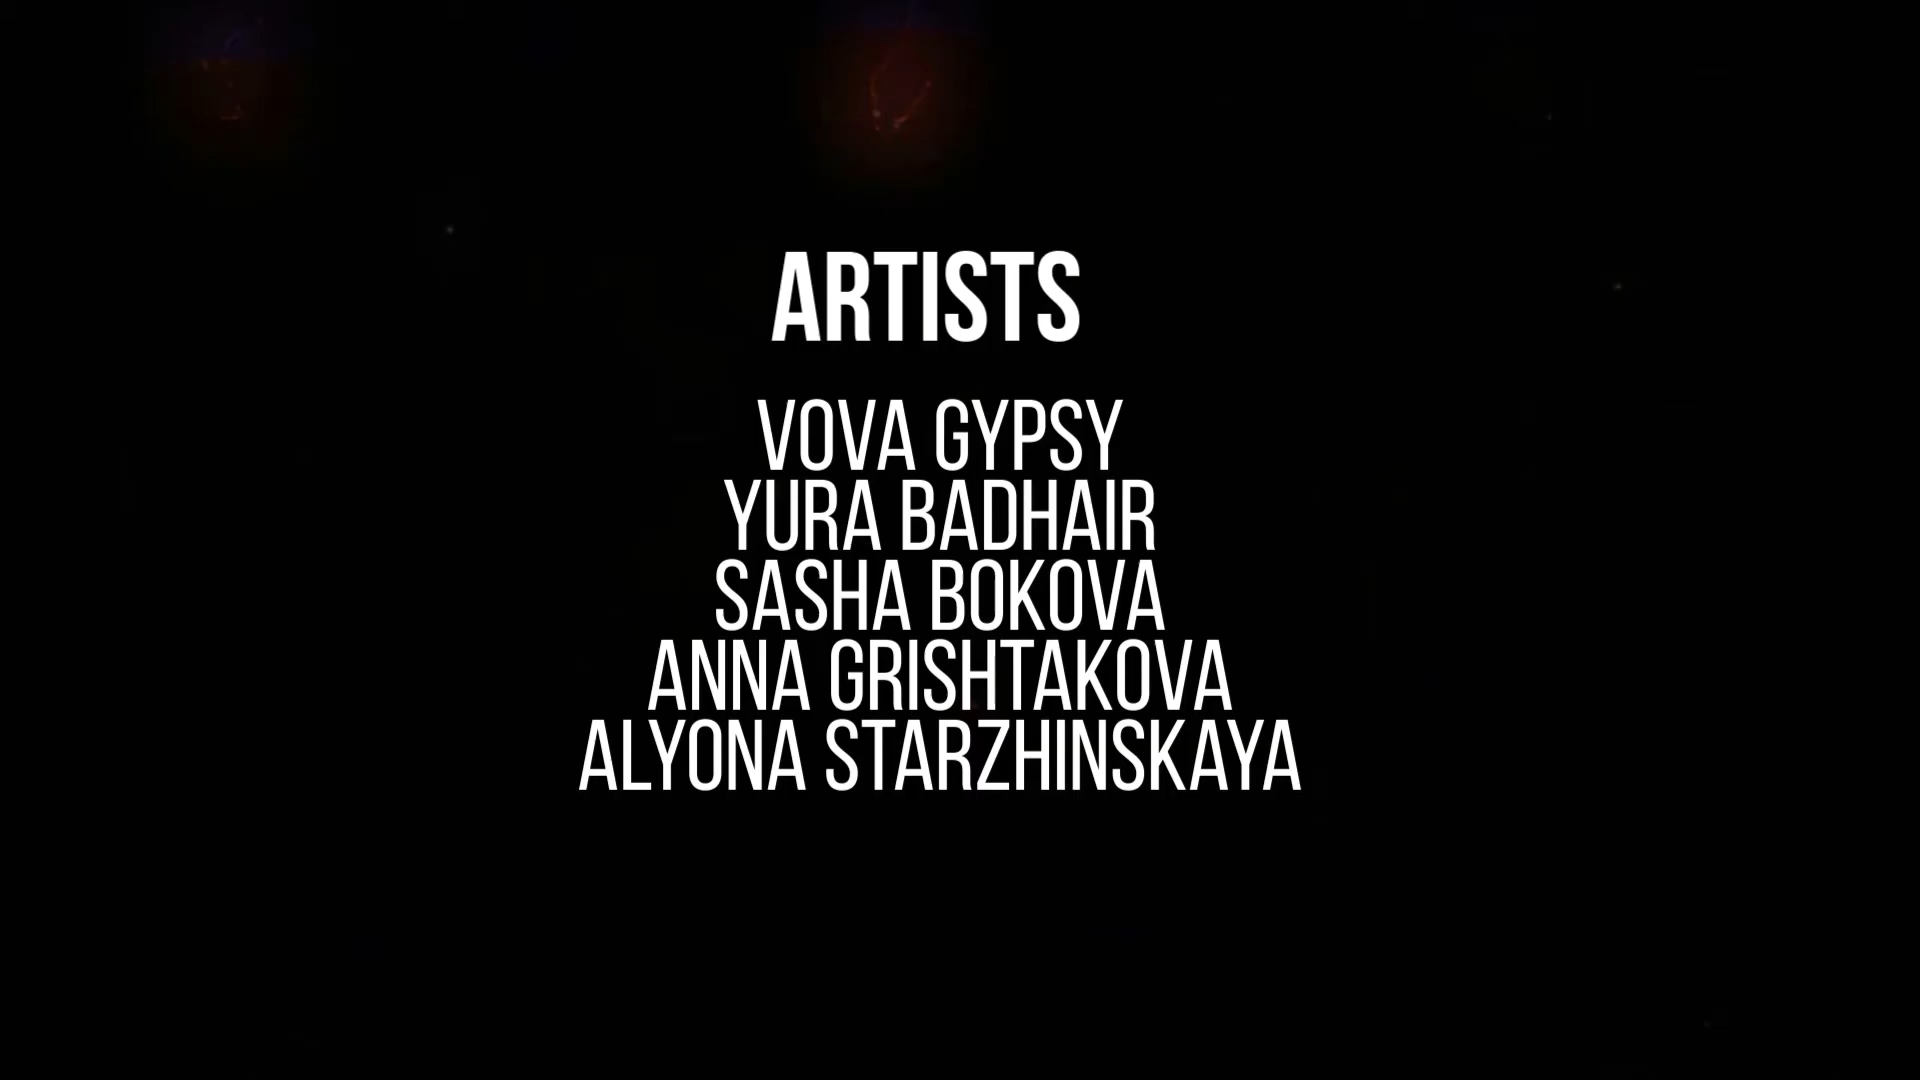 ARTISTS
VOVA GYPSY
YURA BADHAIR
SASHA BOKOVA
ANNA GRISHTAKOVA
ALYONA STARZHINSKAYA